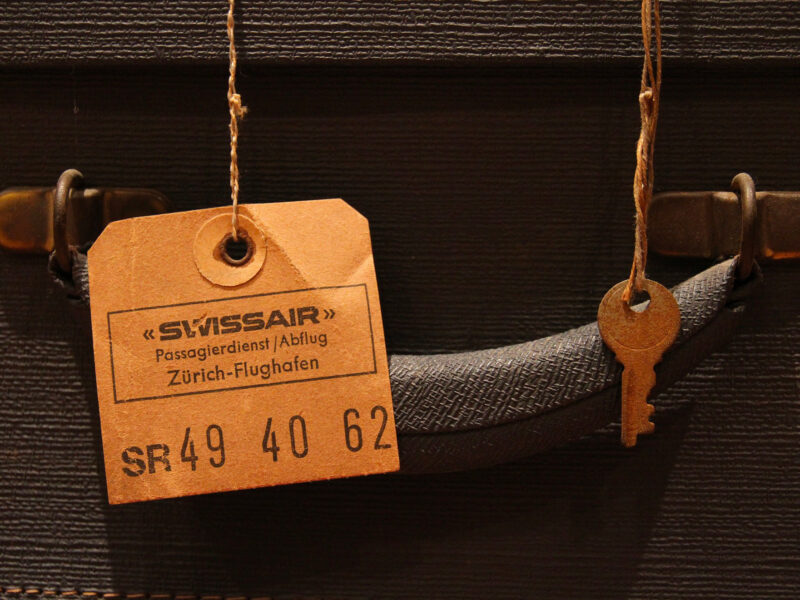 «SWISSAIR»
Passagierdienst/Abflug
Zürich-Flughafen
SR 49 40 62